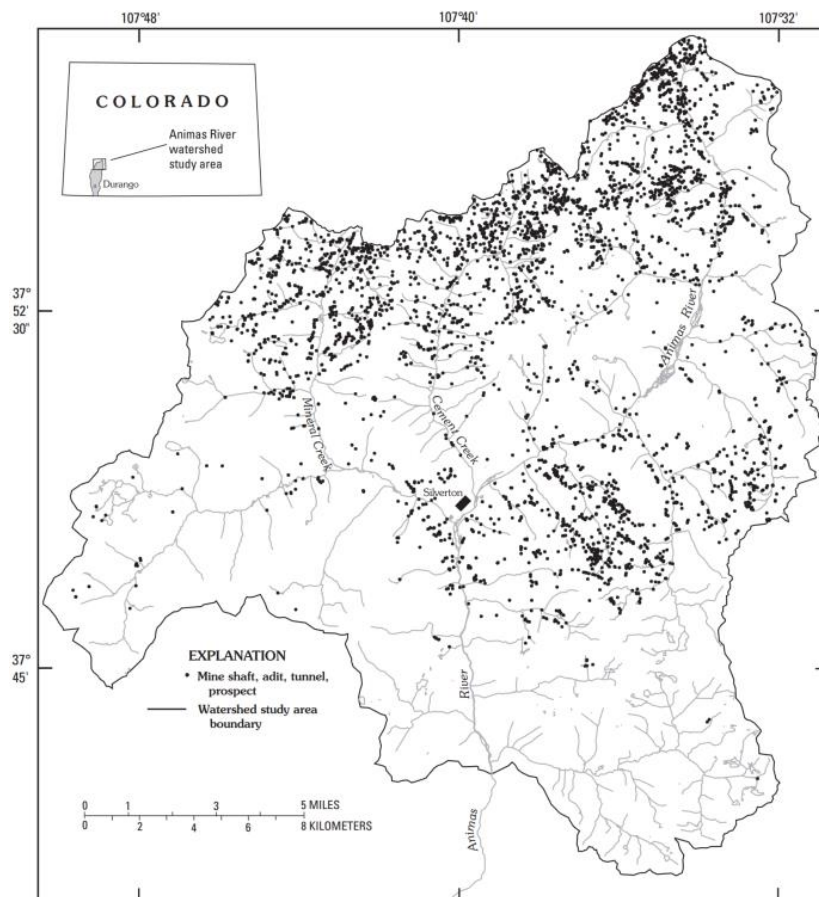 107°48'
107°40'
107°32'
COLORADO
Animas River
watershed
study area
Durango
37°
52'
30"
Animas River
Mineral Creek
Cement Creek
Silverton
37°
45'
EXPLANATION
Mine shaft, adit, tunnel,
prospect
Watershed study area
boundary
River
0 1 3 5 MILES
0 2 4 6 8 KILOMETERS
Animas